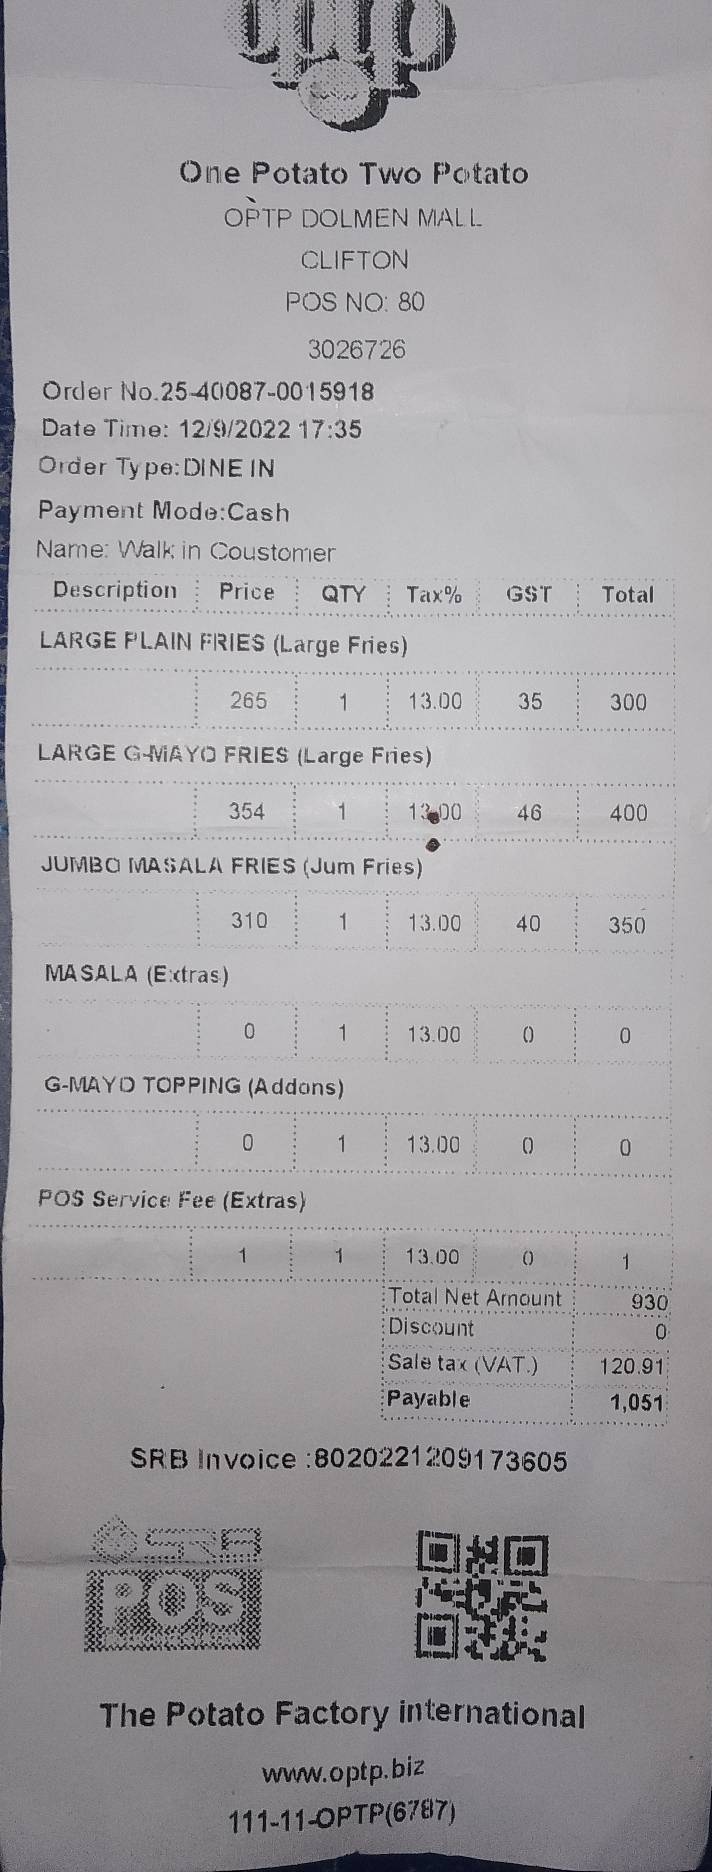 optp
One Potato Two Potato
OPTP DOLMEN MALL
CLIFTON
POS NO: 80
3026726
Order No.25-40087-0015918
Date Time: 12/9/2022 17:35
Order Type:DINE IN
Payment Mode:Cash
Name: Walk in Coustomer
Description Price QTY Tax% GST Total
LARGE PLAIN FRIES (Large Fries)
265 1 13.00 35 300
LARGE G-MAYO FRIES (Large Fries)
354 1 13.00 46 400
JUMBO MASALA FRIES (Jum Fries)
310 1 13.00 40 350
MASALA (Extras)
0 1 13.00 0 0
G-MAYO TOPPING (Addons)
0 1 13.00 0 0
POS Service Fee (Extras)
1 1 13.00 0 1
Total Net Amount 930
Discount 0
Sale tax (VAT.) 120.91
Payable 1,051
SRB Invoice :8020221209173605
SRB
POS
The Potato Factory international
www.optp.biz
111-11-OPTP(6787)